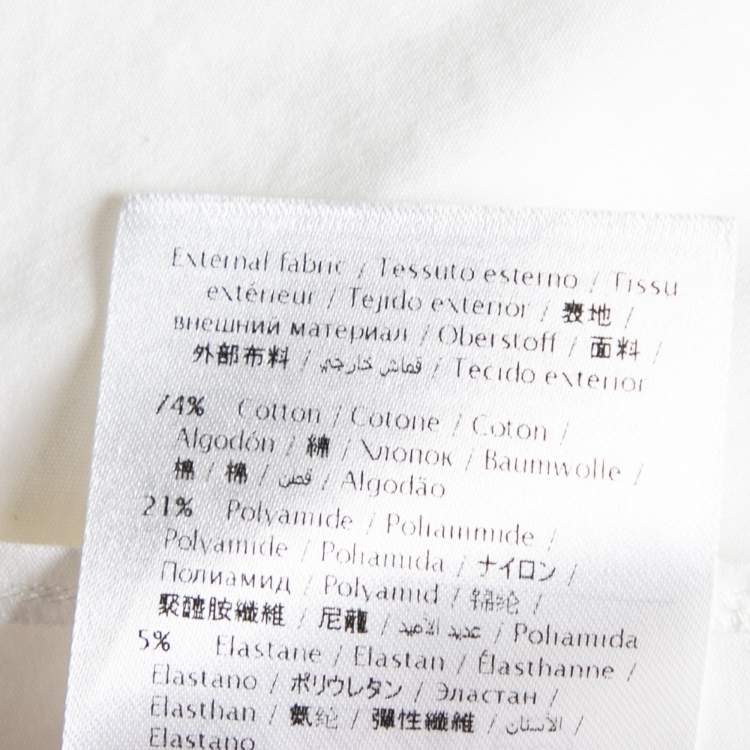 External fabric / Tessuto esterno / Tissu
extérieur / Tejido exterior / 表地 /
внешний материал / Oberstoff / 面料 /
外部布料 / قماش خارجي / Tecido exterior
74% Cotton / Cotone / Coton /
Algodón / 綿 / Хлопок / Baumwolle /
棉 / 棉 / قطن / Algodão
21% Polyamide / Poliammide /
Polyamide / Poliamida / ナイロン /
Полиамид / Polyamid / 锦纶 /
聚醯胺纖維 / 尼龍 / عديد الأميد / Poliamida
5% Elastane / Elastan / Élasthanne /
Elastano / ポリウレタン / Эластан /
Elasthan / 氨纶 / 彈性纖維 / الأستان /
Elastano